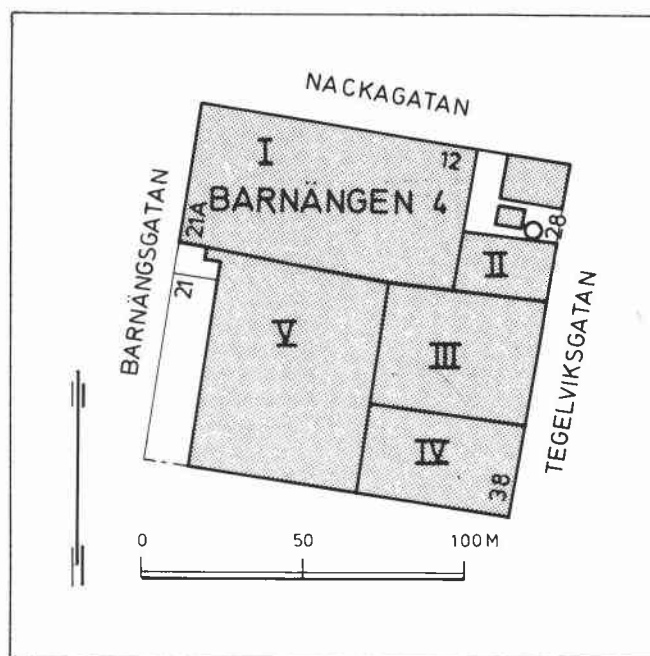 NACKAGATAN
I
12
BARNÄNGEN 4
21A
28
II
BARNÄNGSGATAN
21
V
III
TEGELVIKSGATAN
IV
38
0 50 100 M